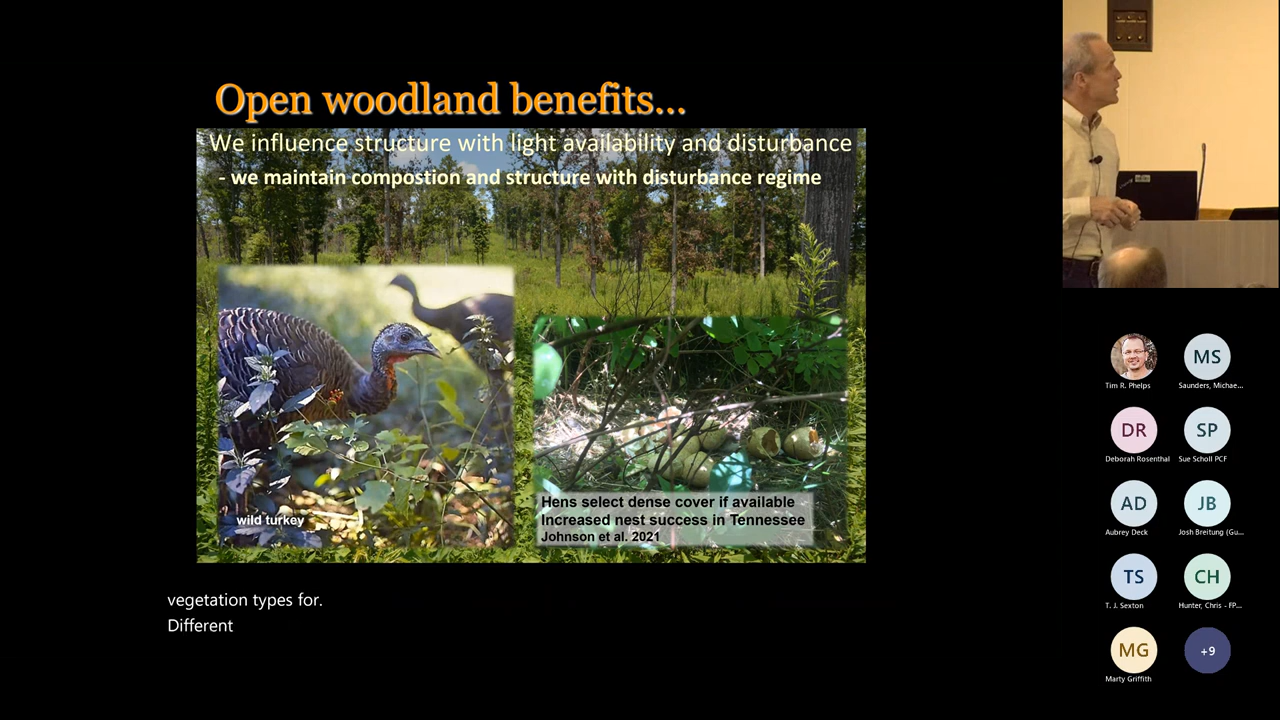 Open woodland benefits...
- We influence structure with light availability and disturbance
- we maintain compostion and structure with disturbance regime
wild turkey
Hens select dense cover if available
Increased nest success in Tennessee
Johnson et al. 2021
vegetation types for.
Different
Tim R. Phelps
MS
Saunders, Michae...
DR
Deborah Rosenthal
SP
Sue Scholl PCF
AD
Aubrey Deck
JB
Josh Breitung (Gu...
TS
T. J. Sexton
CH
Hunter, Chris - FP...
MG
Marty Griffith
+9